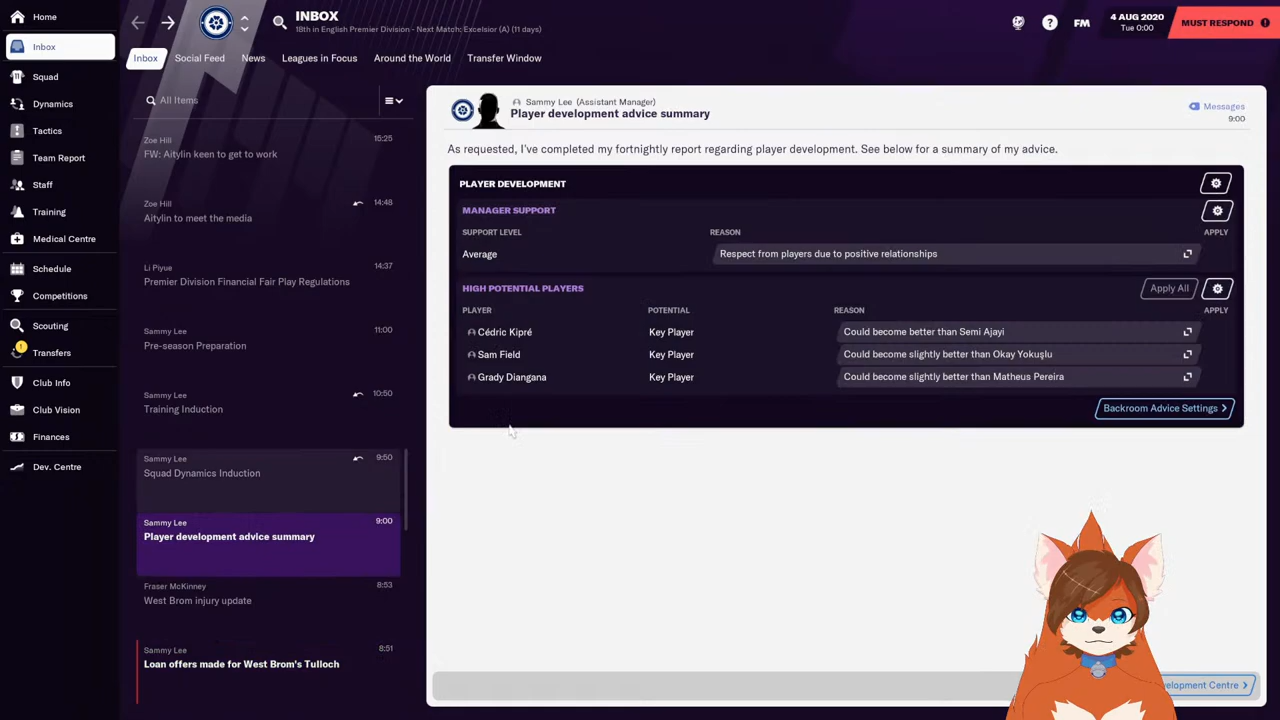 Home
INBOX
18th in English Premier Division - Next Match: Excelsior (A) (11 days)
FM
4 AUG 2020
Tue 0:00
MUST RESPOND
Inbox
Squad
Dynamics
Tactics
Team Report
Staff
Training
Medical Centre
Schedule
Competitions
Scouting
Transfers
Club Info
Club Vision
Finances
Dev. Centre
Inbox Social Feed News Leagues in Focus Around the World Transfer Window
All Items
Zoe Hill 15:25
FW: Aitylin keen to get to work
Zoe Hill 14:48
Aitylin to meet the media
Li Piyue 14:37
Premier Division Financial Fair Play Regulations
Sammy Lee 11:00
Pre-season Preparation
Sammy Lee 10:50
Training Induction
Sammy Lee 9:50
Squad Dynamics Induction
Sammy Lee 9:00
Player development advice summary
Fraser McKinney 8:53
West Brom injury update
Sammy Lee 8:51
Loan offers made for West Brom's Tulloch
Sammy Lee (Assistant Manager)
Player development advice summary
Messages
9:00
As requested, I've completed my fortnightly report regarding player development. See below for a summary of my advice.
PLAYER DEVELOPMENT
MANAGER SUPPORT
SUPPORT LEVEL REASON APPLY
Average Respect from players due to positive relationships
HIGH POTENTIAL PLAYERS Apply All
PLAYER POTENTIAL REASON APPLY
Cédric Kipré Key Player Could become better than Semi Ajayi
Sam Field Key Player Could become slightly better than Okay Yokuşlu
Grady Diangana Key Player Could become slightly better than Matheus Pereira
Backroom Advice Settings
Centre